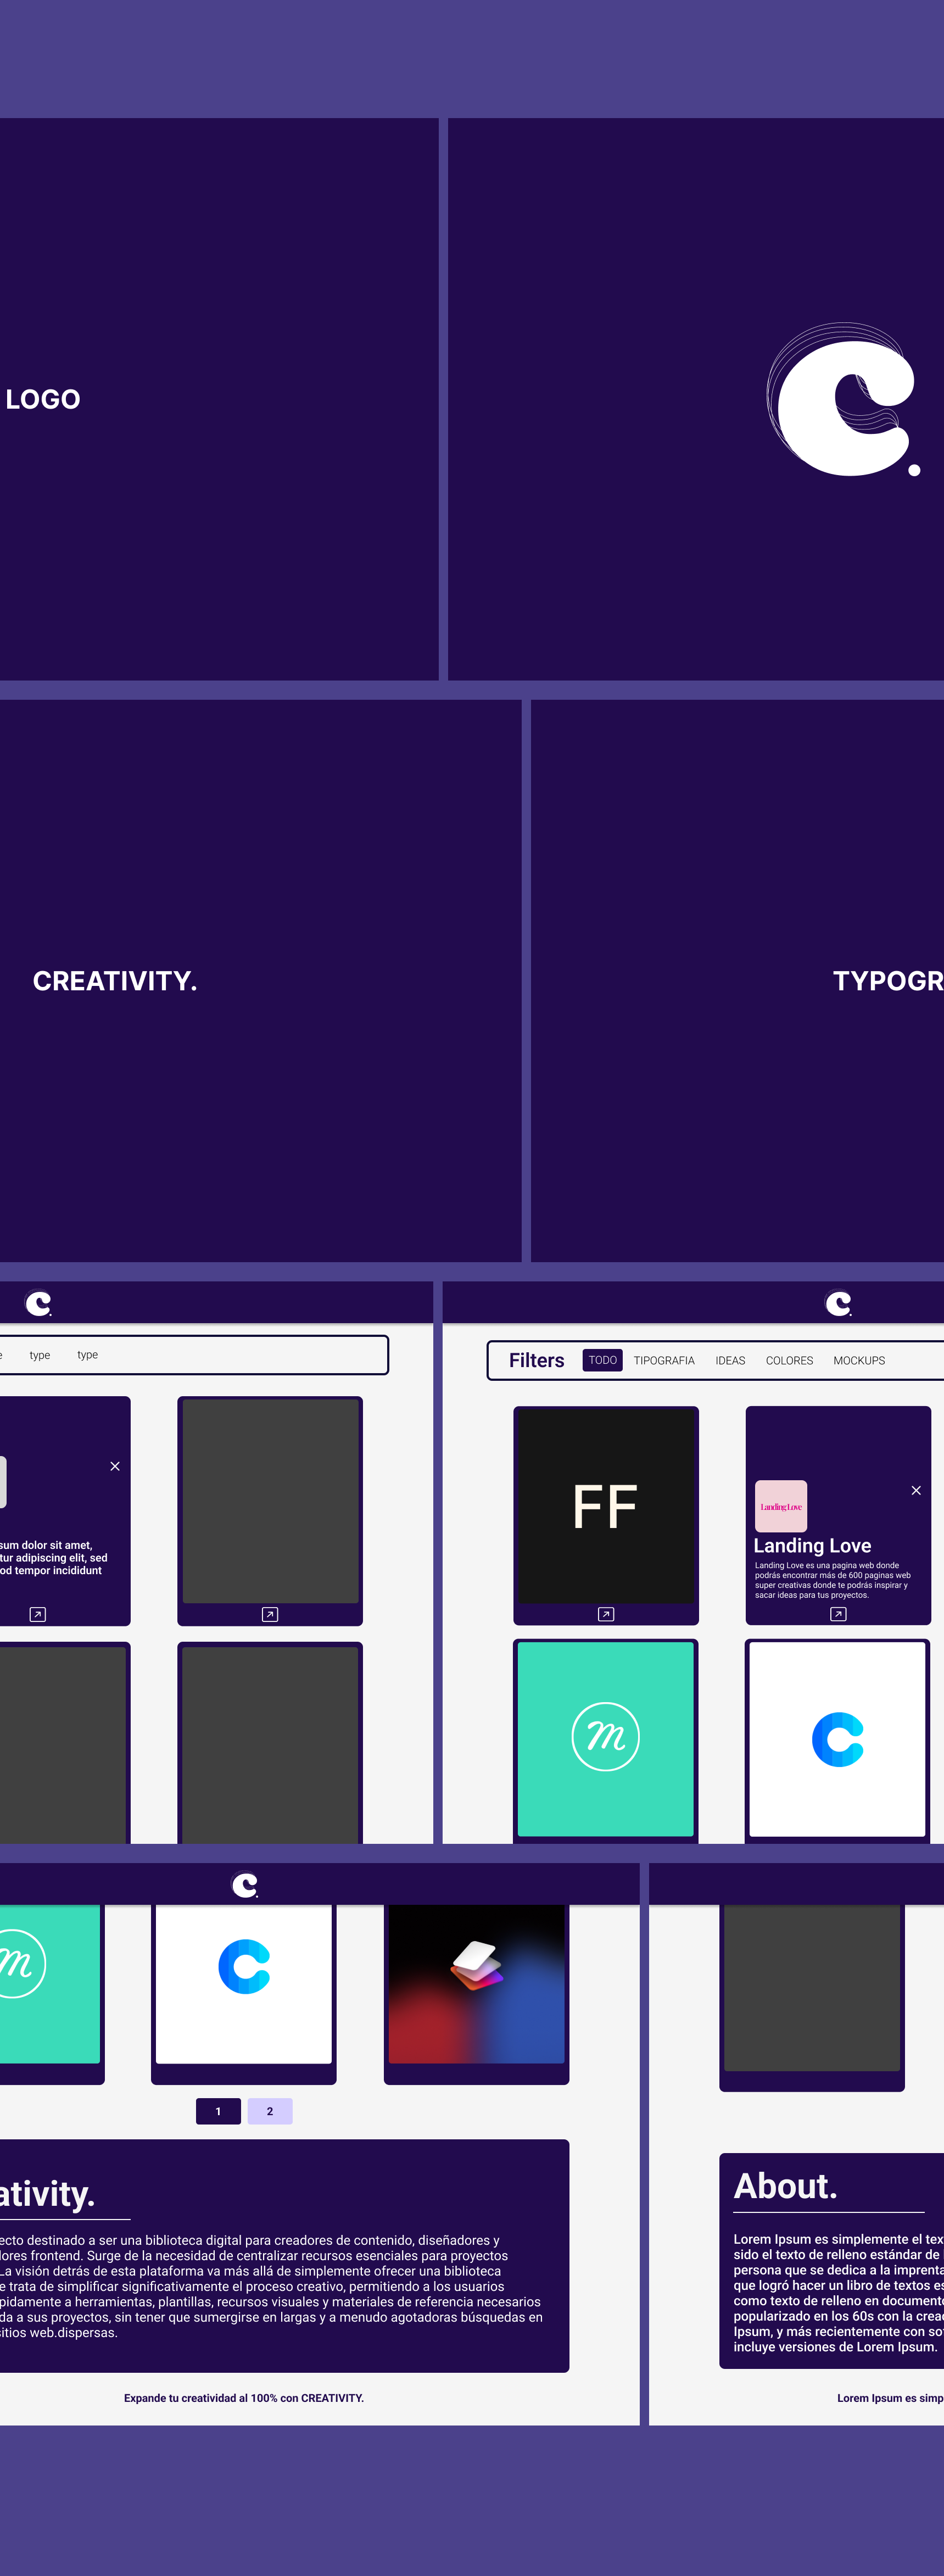 LOGO
C.
CREATIVITY.
TYPOGR
type
type
sum dolor sit amet,
tur adipiscing elit, sed
od tempor incididunt
Filters
TODO
TIPOGRAFIA
IDEAS
COLORES
MOCKUPS
FF
Landing Love
Landing Love
Landing Love es una pagina web donde
podrás encontrar más de 600 paginas web
super creativas donde te podrás inspirar y
sacar ideas para tus proyectos.
m
C
m
C
1
2
ativity.
ecto destinado a ser una biblioteca digital para creadores de contenido, diseñadores y
lores frontend. Surge de la necesidad de centralizar recursos esenciales para proyectos
La visión detrás de esta plataforma va más allá de simplemente ofrecer una biblioteca
e trata de simplificar significativamente el proceso creativo, permitiendo a los usuarios
pidamente a herramientas, plantillas, recursos visuales y materiales de referencia necesarios
da a sus proyectos, sin tener que sumergirse en largas y a menudo agotadoras búsquedas en
sitios web.dispersas.
Expande tu creatividad al 100% con CREATIVITY.
About.
Lorem Ipsum es simplemente el tex
sido el texto de relleno estándar de
persona que se dedica a la imprenta
que logró hacer un libro de textos es
como texto de relleno en documento
popularizado en los 60s con la creac
Ipsum, y más recientemente con sof
incluye versiones de Lorem Ipsum.
Lorem Ipsum es simp